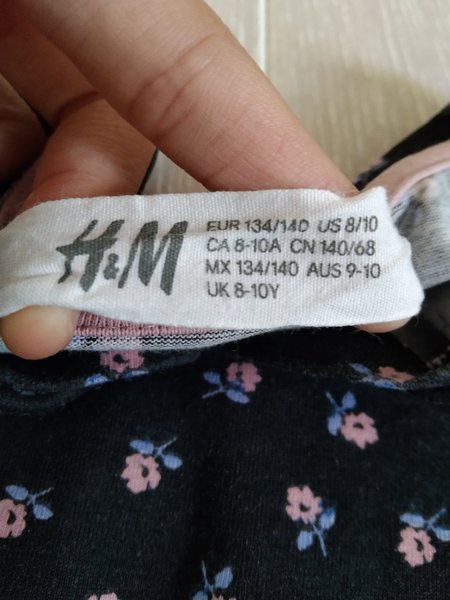 H&M
EUR 134/140 US 8/10
CA 8-10A CN 140/68
MX 134/140 AUS 9-10
UK 8-10Y